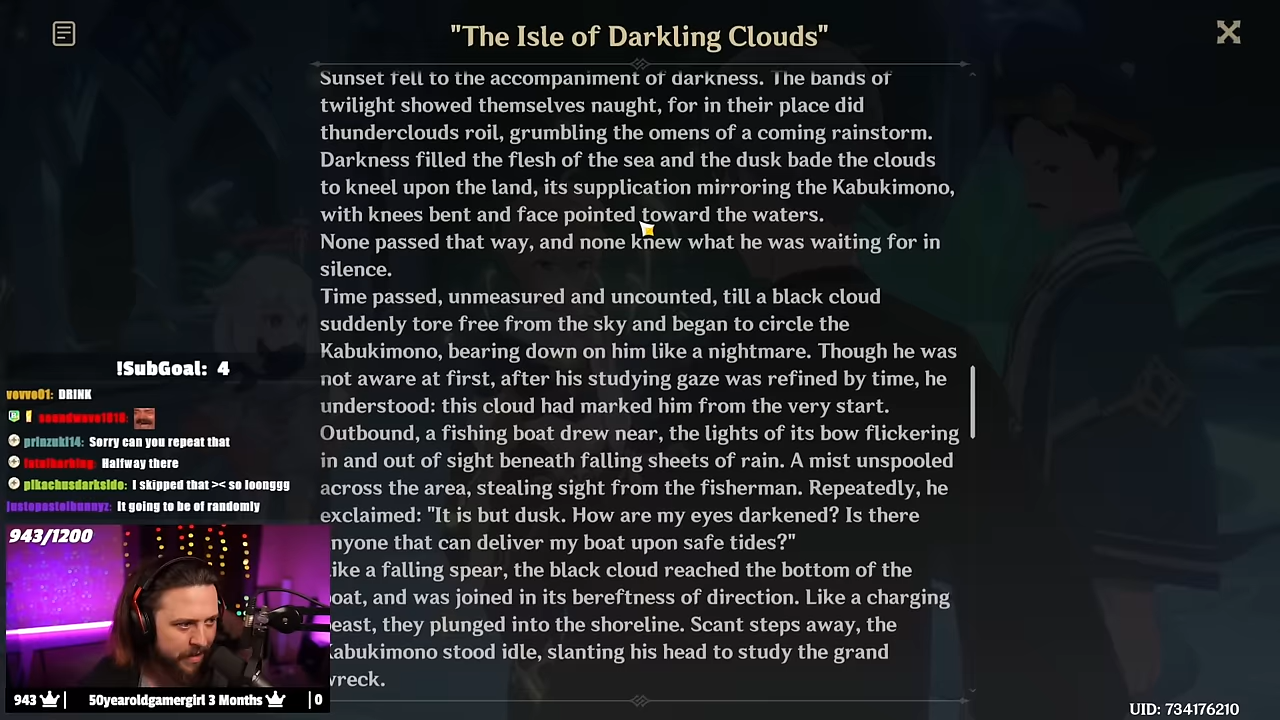 "The Isle of Darkling Clouds"
Sunset fell to the accompaniment of darkness. The bands of
twilight showed themselves naught, for in their place did
thunderclouds roil, grumbling the omens of a coming rainstorm.
Darkness filled the flesh of the sea and the dusk bade the clouds
to kneel upon the land, its supplication mirroring the Kabukimono,
with knees bent and face pointed toward the waters.
None passed that way, and none knew what he was waiting for in
silence.
Time passed, unmeasured and uncounted, till a black cloud
suddenly tore free from the sky and began to circle the
Kabukimono, bearing down on him like a nightmare. Though he was
not aware at first, after his studying gaze was refined by time, he
understood: this cloud had marked him from the very start.
Outbound, a fishing boat drew near, the lights of its bow flickering
in and out of sight beneath falling sheets of rain. A mist unspooled
across the area, stealing sight from the fisherman. Repeatedly, he
exclaimed: "It is but dusk. How are my eyes darkened? Is there
nyone that can deliver my boat upon safe tides?"
ike a falling spear, the black cloud reached the bottom of the
oat, and was joined in its bereftness of direction. Like a charging
east, they plunged into the shoreline. Scant steps away, the
abukimono stood idle, slanting his head to study the grand
wreck.
!SubGoal: 4
vovvo01: DRINK
prinzuki14: Sorry can you repeat that
Halfway there
pikachusdarkside: I skipped that >< so loonggg
It going to be of randomly
943/1200
943 | 50yearoldgamergirl 3 Months | 0
UID: 734176210